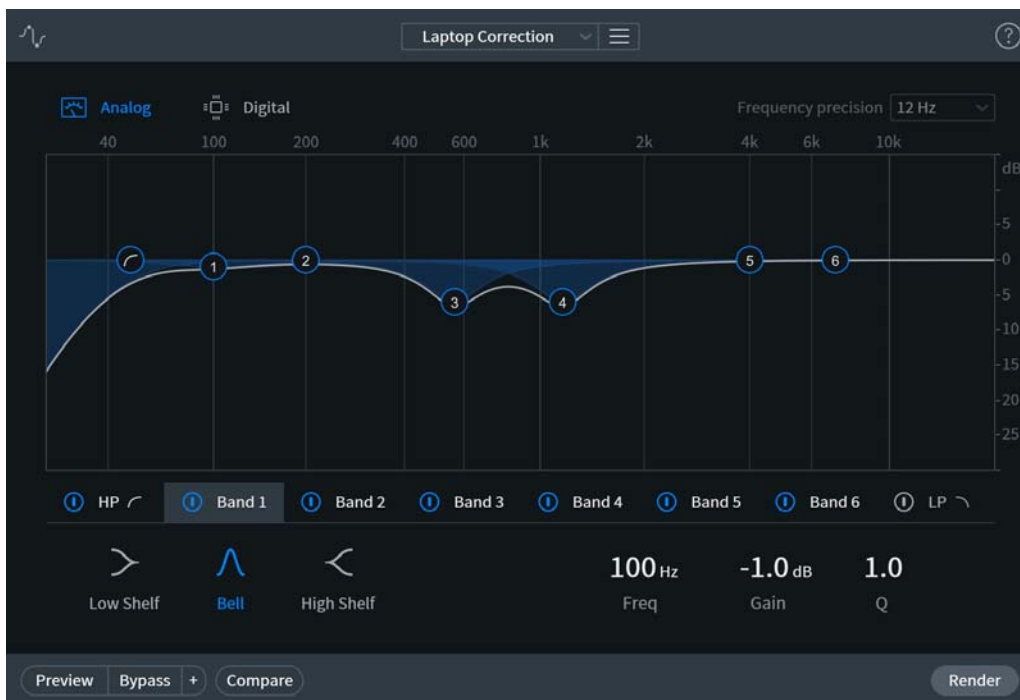 Laptop Correction
?
Analog Digital Frequency precision 12 Hz
40 100 200 400 600 1k 2k 4k 6k 10k
dB
-
-5
-0
-5
-10
-15
-20
-25
1 2 3 4 5 6
HP Band 1 Band 2 Band 3 Band 4 Band 5 Band 6 LP
100 Hz -1.0 dB 1.0
Low Shelf Bell High Shelf Freq Gain Q
Preview Bypass + Compare Render